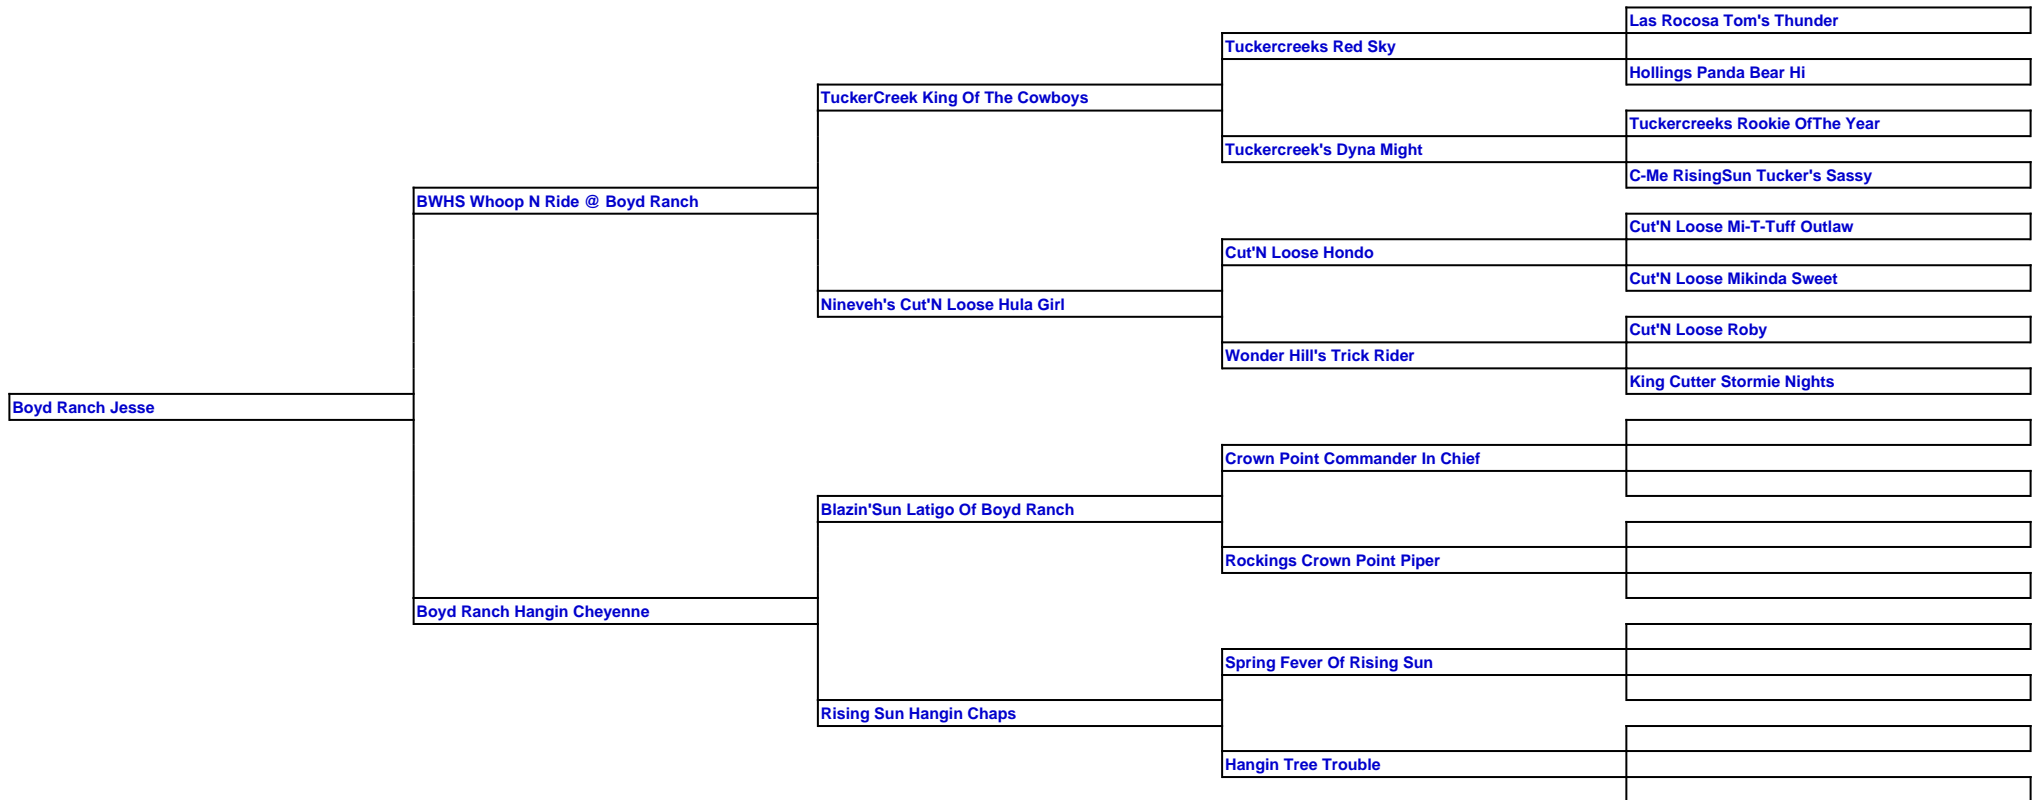 Las Rocosa Tom's Thunder
Tuckercreeks Red Sky
Hollings Panda Bear Hi
TuckerCreek King Of The Cowboys
Tuckercreeks Rookie OfThe Year
Tuckercreek's Dyna Might
C-Me RisingSun Tucker's Sassy
BWHS Whoop N Ride @ Boyd Ranch
Cut'N Loose Mi-T-Tuff Outlaw
Cut'N Loose Hondo
Cut'N Loose Mikinda Sweet
Nineveh's Cut'N Loose Hula Girl
Cut'N Loose Roby
Wonder Hill's Trick Rider
King Cutter Stormie Nights
Boyd Ranch Jesse
Crown Point Commander In Chief
Blazin'Sun Latigo Of Boyd Ranch
Rockings Crown Point Piper
Boyd Ranch Hangin Cheyenne
Spring Fever Of Rising Sun
Rising Sun Hangin Chaps
Hangin Tree Trouble